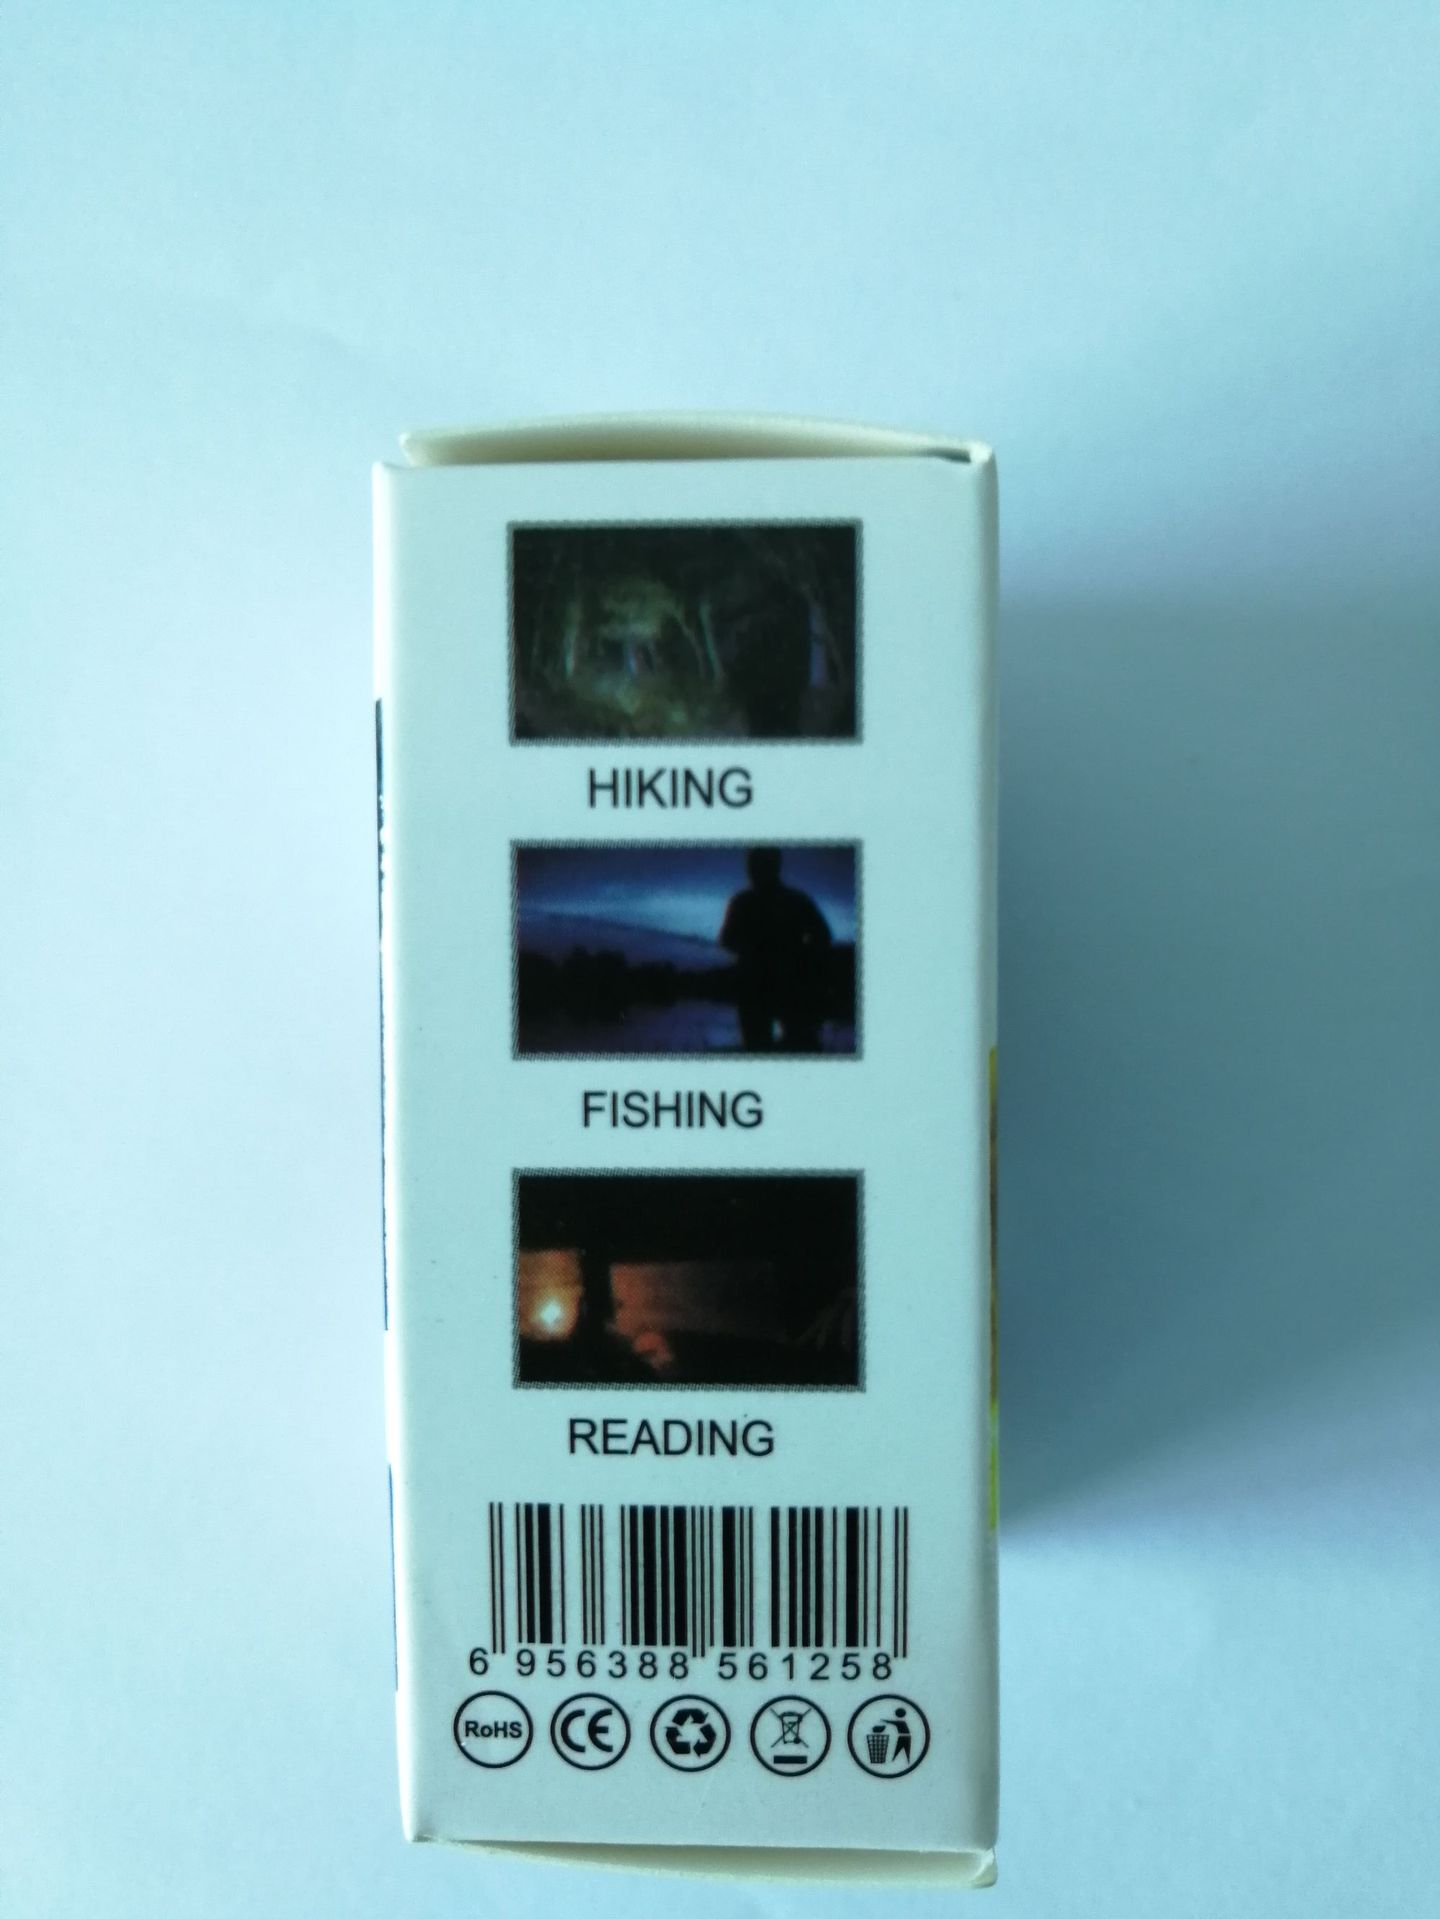 HIKING
FISHING
READING
6 956388 561258
RoHS CE